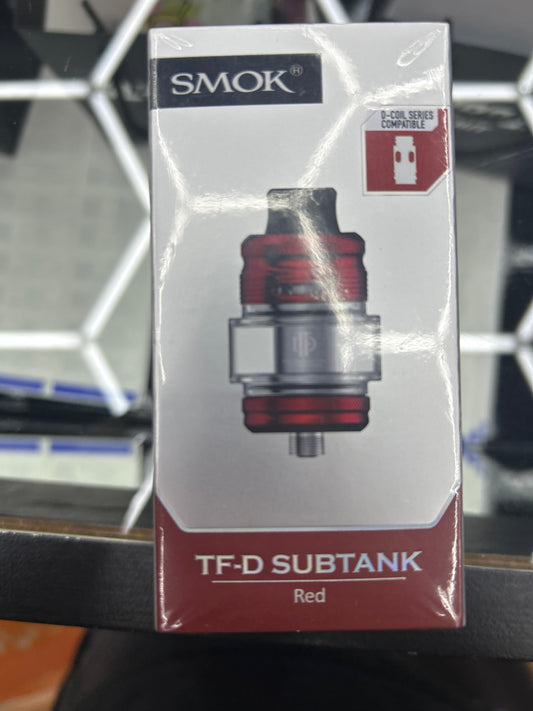 SMOK®
D-COIL SERIES
COMPATIBLE
TF-D SUBTANK
Red